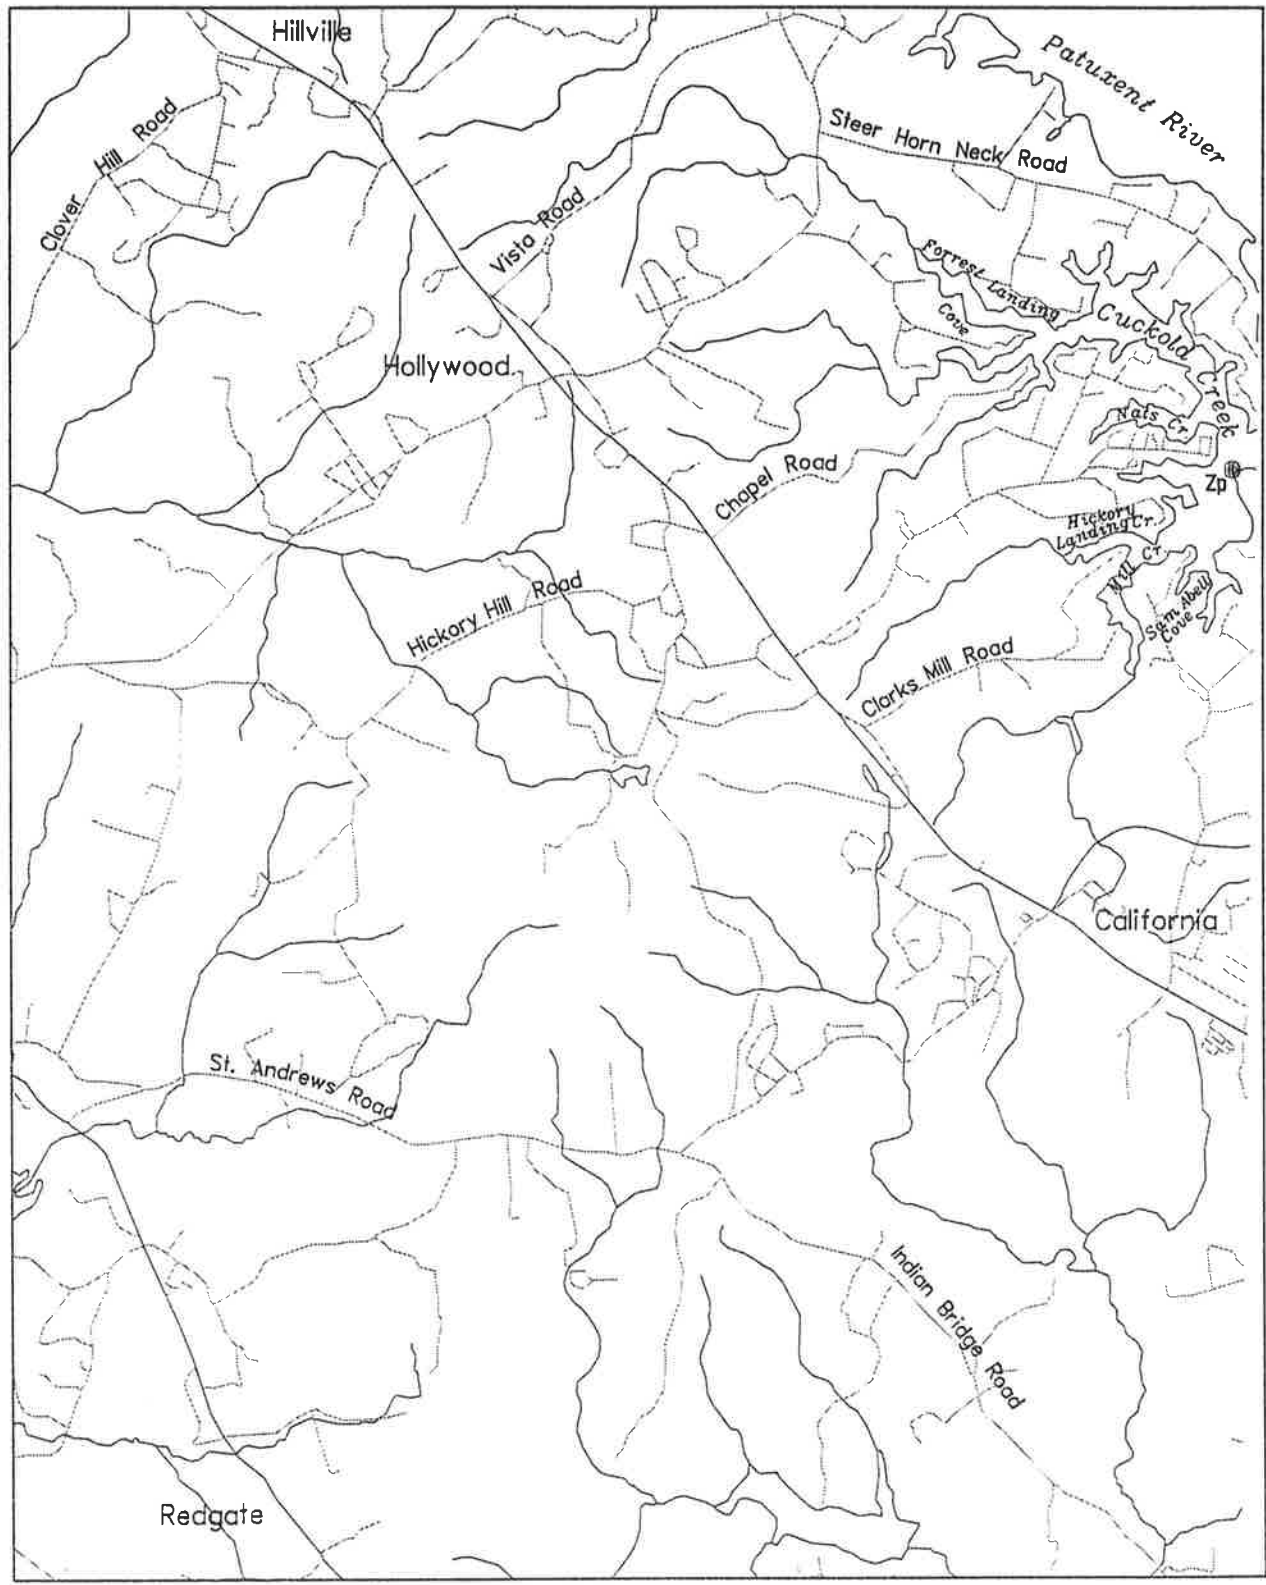 Hillville
Patuxent River
Steer Horn Neck Road
Clover Hill Road
Vista Road
Forrest Landing
Cove
Cuckold
Creek
Hollywood
Nats Cr.
Chapel Road
Zp
Hickory
Landing Cr.
Mill Cr.
Sam Abell
Cove
Hickory Hill Road
Clarks Mill Road
California
St. Andrews Road
Indian Bridge Road
Redgate